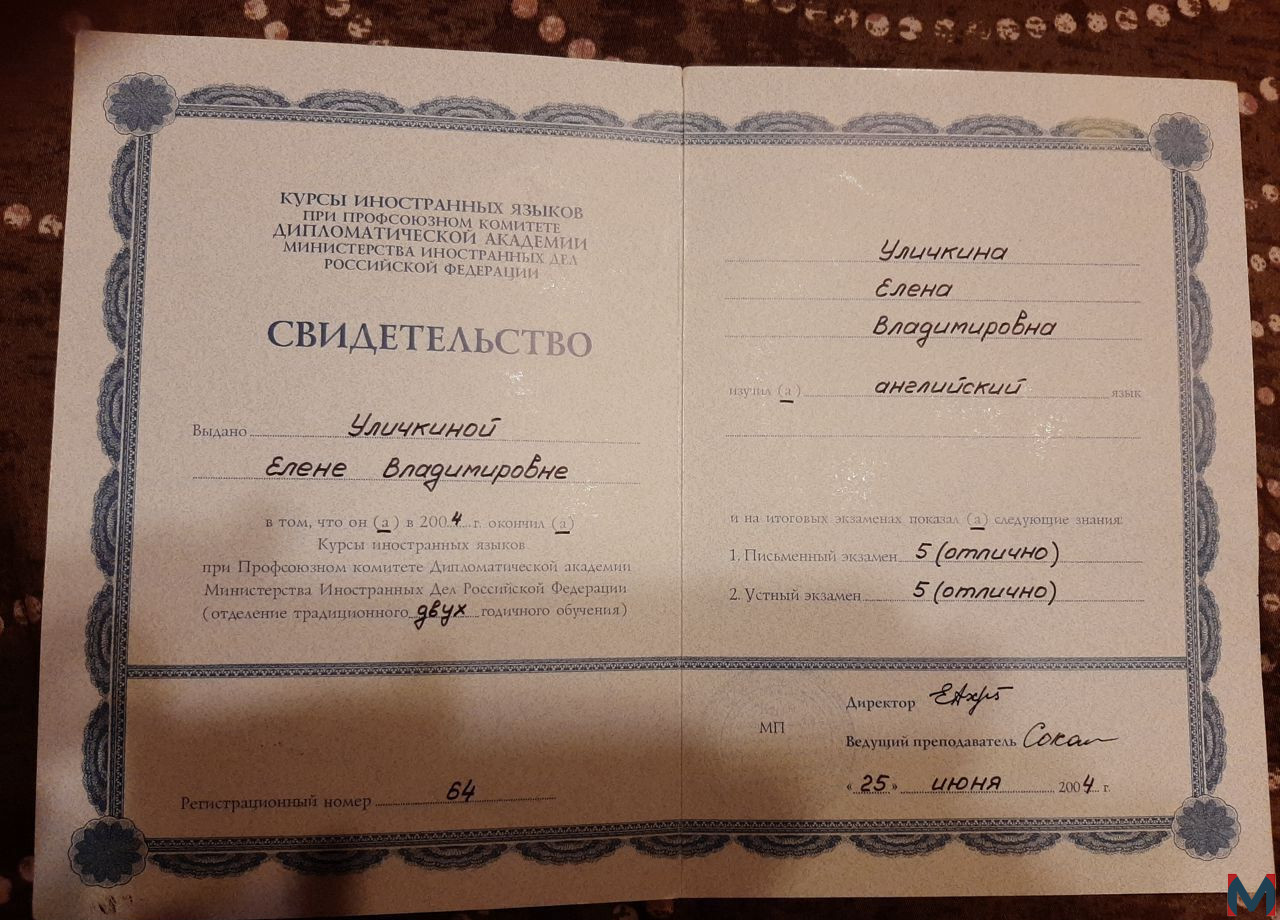 КУРСЫ ИНОСТРАННЫХ ЯЗЫКОВ
ПРИ ПРОФСОЮЗНОМ КОМИТЕТЕ
ДИПЛОМАТИЧЕСКОЙ АКАДЕМИИ
МИНИСТЕРСТВА ИНОСТРАННЫХ ДЕЛ
РОССИЙСКОЙ ФЕДЕРАЦИИ
СВИДЕТЕЛЬСТВО
Выдано Уличкиной
Елене Владимировне
в том, что он (а) в 2004 г. окончил (а)
Курсы иностранных языков
при Профсоюзном комитете Дипломатической академии
Министерства Иностранных Дел Российской Федерации
(отделение традиционного двух годичного обучения)
Регистрационный номер 64
Уличкина
Елена
Владимировна
изучил (а) английский язык
и на итоговых экзаменах показал (а) следующие знания:
1. Письменный экзамен 5 (отлично)
2. Устный экзамен 5 (отлично)
Директор
МП
Ведущий преподаватель
« 25 » июня 2004 г.
M